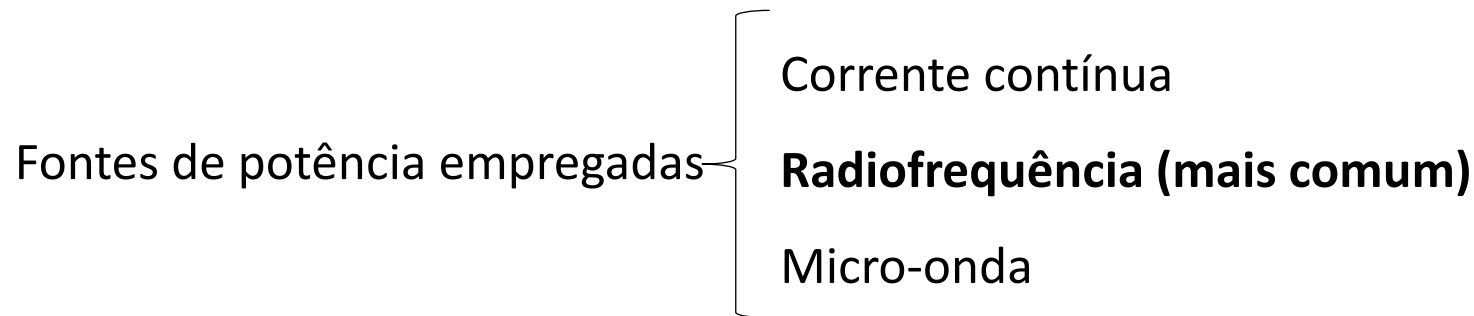 Corrente contínua
Fontes de potência empregadas
Radiofrequência (mais comum)
Micro-onda